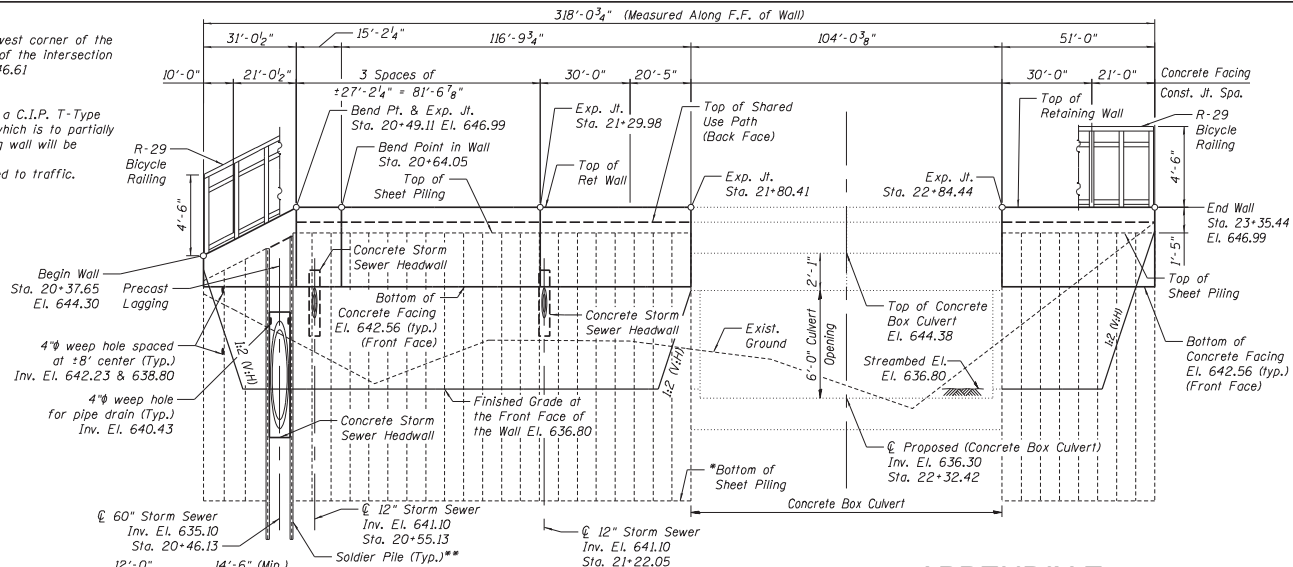 318'-0¾" (Measured Along F.F. of Wall)
31'-0½"
15'-2¼"
116'-9¾"
104'-0⅜"
51'-0"
west corner of the
of the intersection
46.61
10'-0"
21'-0½"
3 Spaces of
±27'-2¼" = 81'-6⅞"
30'-0"
20'-5"
30'-0"
21'-0"
Concrete Facing
Const. Jt. Spa.
a C.I.P. T-Type
which is to partially
g wall will be
ed to traffic.
R-29
Bicycle
Railing
4'-6"
Bend Pt. & Exp. Jt.
Sta. 20+49.11 El. 646.99
Bend Point in Wall
Sta. 20+64.05
Top of
Sheet Piling
Exp. Jt.
Sta. 21+29.98
Top of
Ret Wall
Top of Shared
Use Path
(Back Face)
Exp. Jt.
Sta. 21+80.41
Exp. Jt.
Sta. 22+84.44
Top of
Retaining Wall
R-29
Bicycle
Railing
4'-6"
End Wall
Sta. 23+35.44
El. 646.99
1'-5"
Top of
Sheet Piling
Begin Wall
Sta. 20+37.65
El. 644.30
Precast
Lagging
Concrete Storm
Sewer Headwall
Bottom of
Concrete Facing
El. 642.56 (typ.)
(Front Face)
Concrete Storm
Sewer Headwall
Exist.
Ground
2'-1"
6'-0" Culvert
Opening
Top of Concrete
Box Culvert
El. 644.38
Streambed El.
636.80
Bottom of
Concrete Facing
El. 642.56 (typ.)
(Front Face)
4"ϕ weep hole spaced
at ±8' center (Typ.)
Inv. El. 642.23 & 638.80
4"ϕ weep hole
for pipe drain (Typ.)
Inv. El. 640.43
1:2 (V:H)
1:2 (V:H)
1:2 (V:H)
Concrete Storm
Sewer Headwall
Finished Grade at
the Front Face of
the Wall El. 636.80
℄ Proposed (Concrete Box Culvert)
Inv. El. 636.30
Sta. 22+32.42
*Bottom of
Sheet Piling
Concrete Box Culvert
℄ 60" Storm Sewer
Inv. El. 635.10
Sta. 20+46.13
℄ 12" Storm Sewer
Inv. El. 641.10
Sta. 20+55.13
Soldier Pile (Typ.)**
℄ 12" Storm Sewer
Inv. El. 641.10
Sta. 21+22.05
12'-0"
14'-6" (Min.)